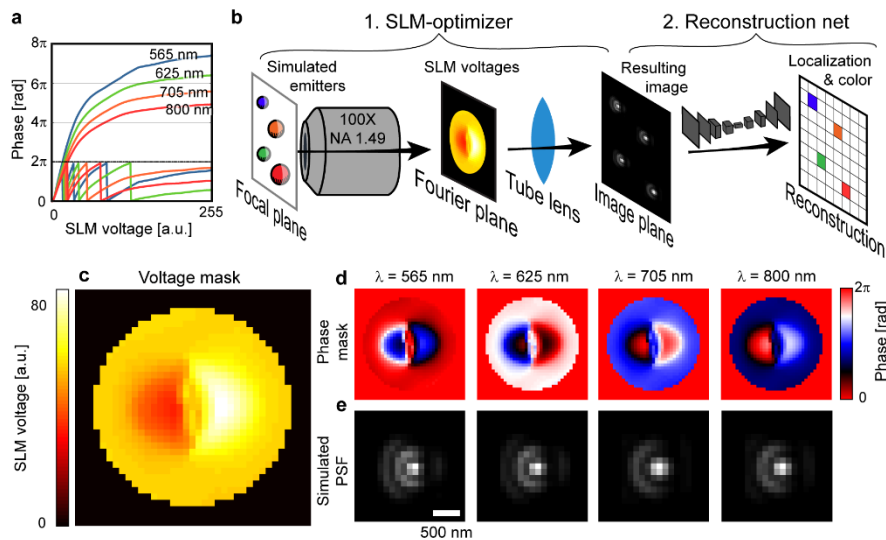 a
8π
6π
4π
2π
0
Phase [rad]
565 nm
625 nm
705 nm
800 nm
0
255
SLM voltage [a.u.]
b
1. SLM-optimizer
2. Reconstruction net
Simulated
emitters
SLM voltages
Resulting
image
Localization
& color
100X
NA 1.49
Focal plane
Fourier plane
Tube lens
Image plane
Reconstruction
c
Voltage mask
80
SLM voltage [a.u.]
0
d
λ = 565 nm
λ = 625 nm
λ = 705 nm
λ = 800 nm
Phase
mask
2π
Phase [rad]
0
e
Simulated
PSF
500 nm